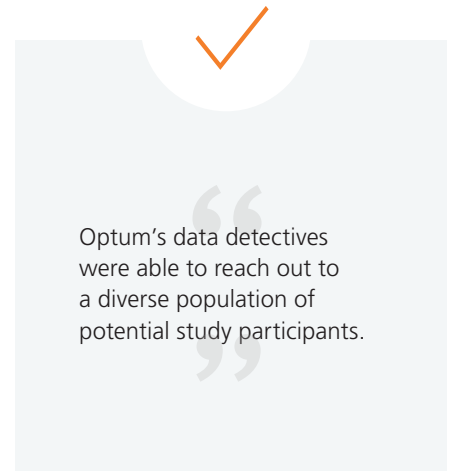 “
Optum’s data detectives
were able to reach out to
a diverse population of
potential study participants.
”